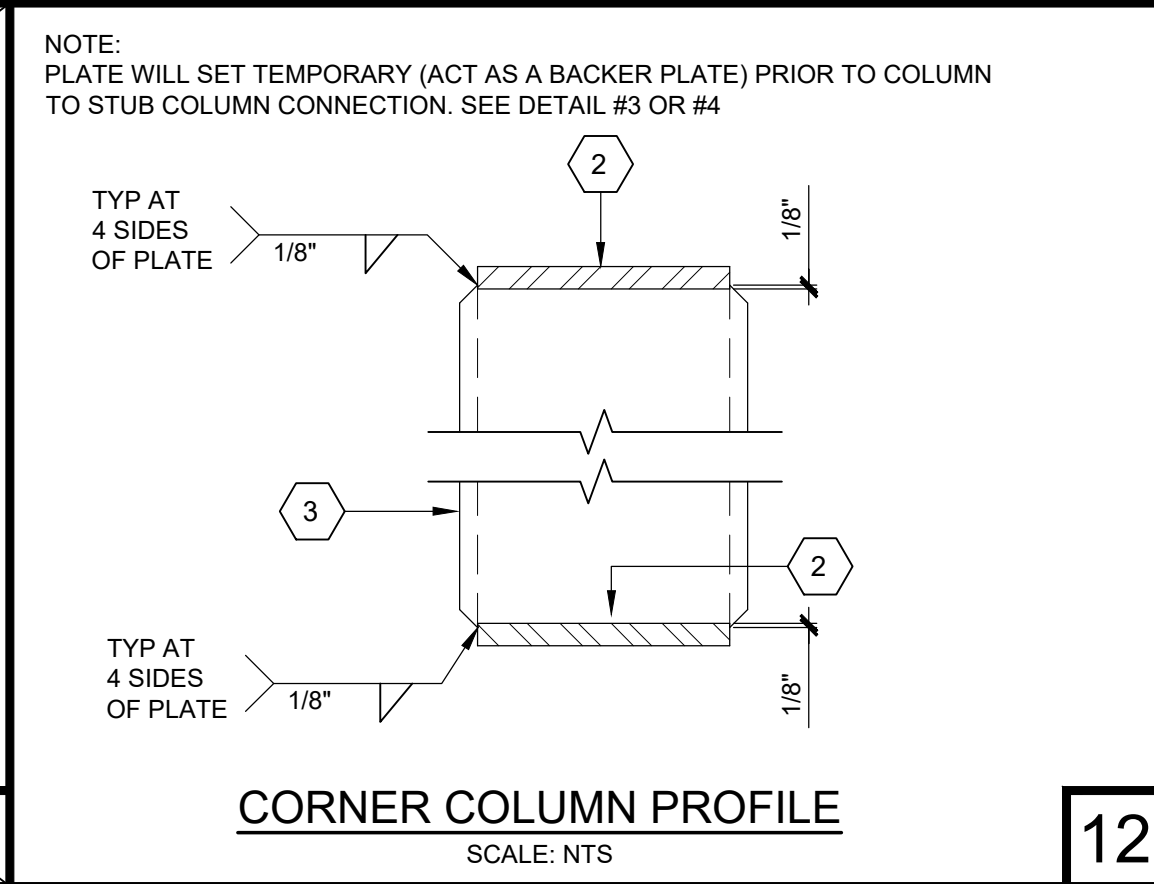 NOTE:
PLATE WILL SET TEMPORARY (ACT AS A BACKER PLATE) PRIOR TO COLUMN
TO STUB COLUMN CONNECTION. SEE DETAIL #3 OR #4
2
TYP AT
4 SIDES
OF PLATE
1/8"
1/8"
3
2
TYP AT
4 SIDES
OF PLATE
1/8"
1/8"
CORNER COLUMN PROFILE
SCALE: NTS
12